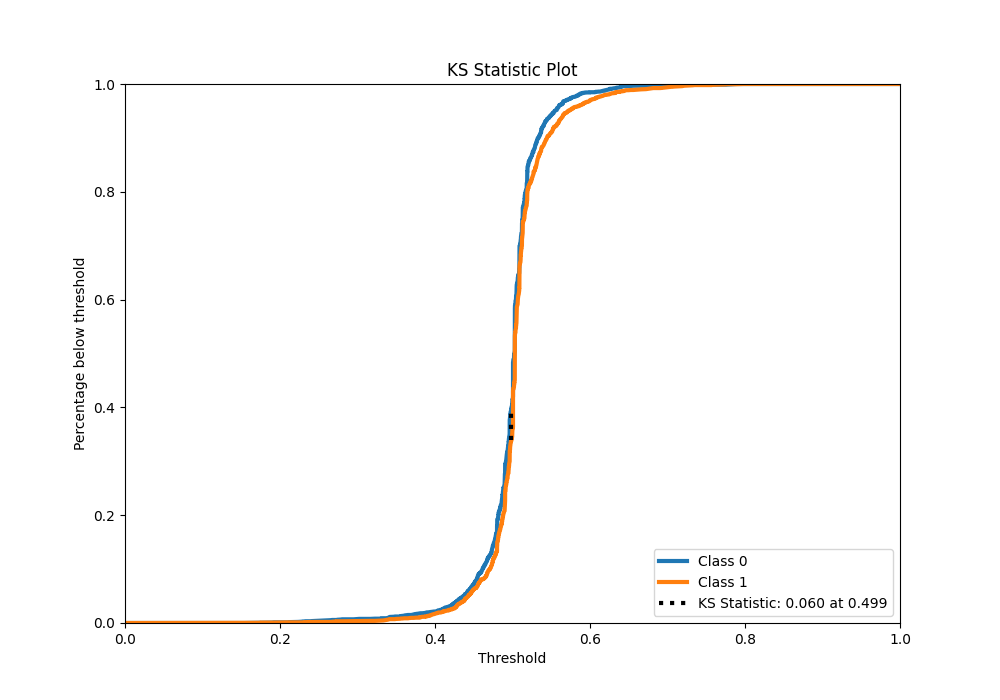 KS Statistic Plot
1.0
0.8
0.6
0.4
0.2
0.0
Percentage below threshold
0.0 0.2 0.4 0.6 0.8 1.0
Threshold
Class 0
Class 1
KS Statistic: 0.060 at 0.499